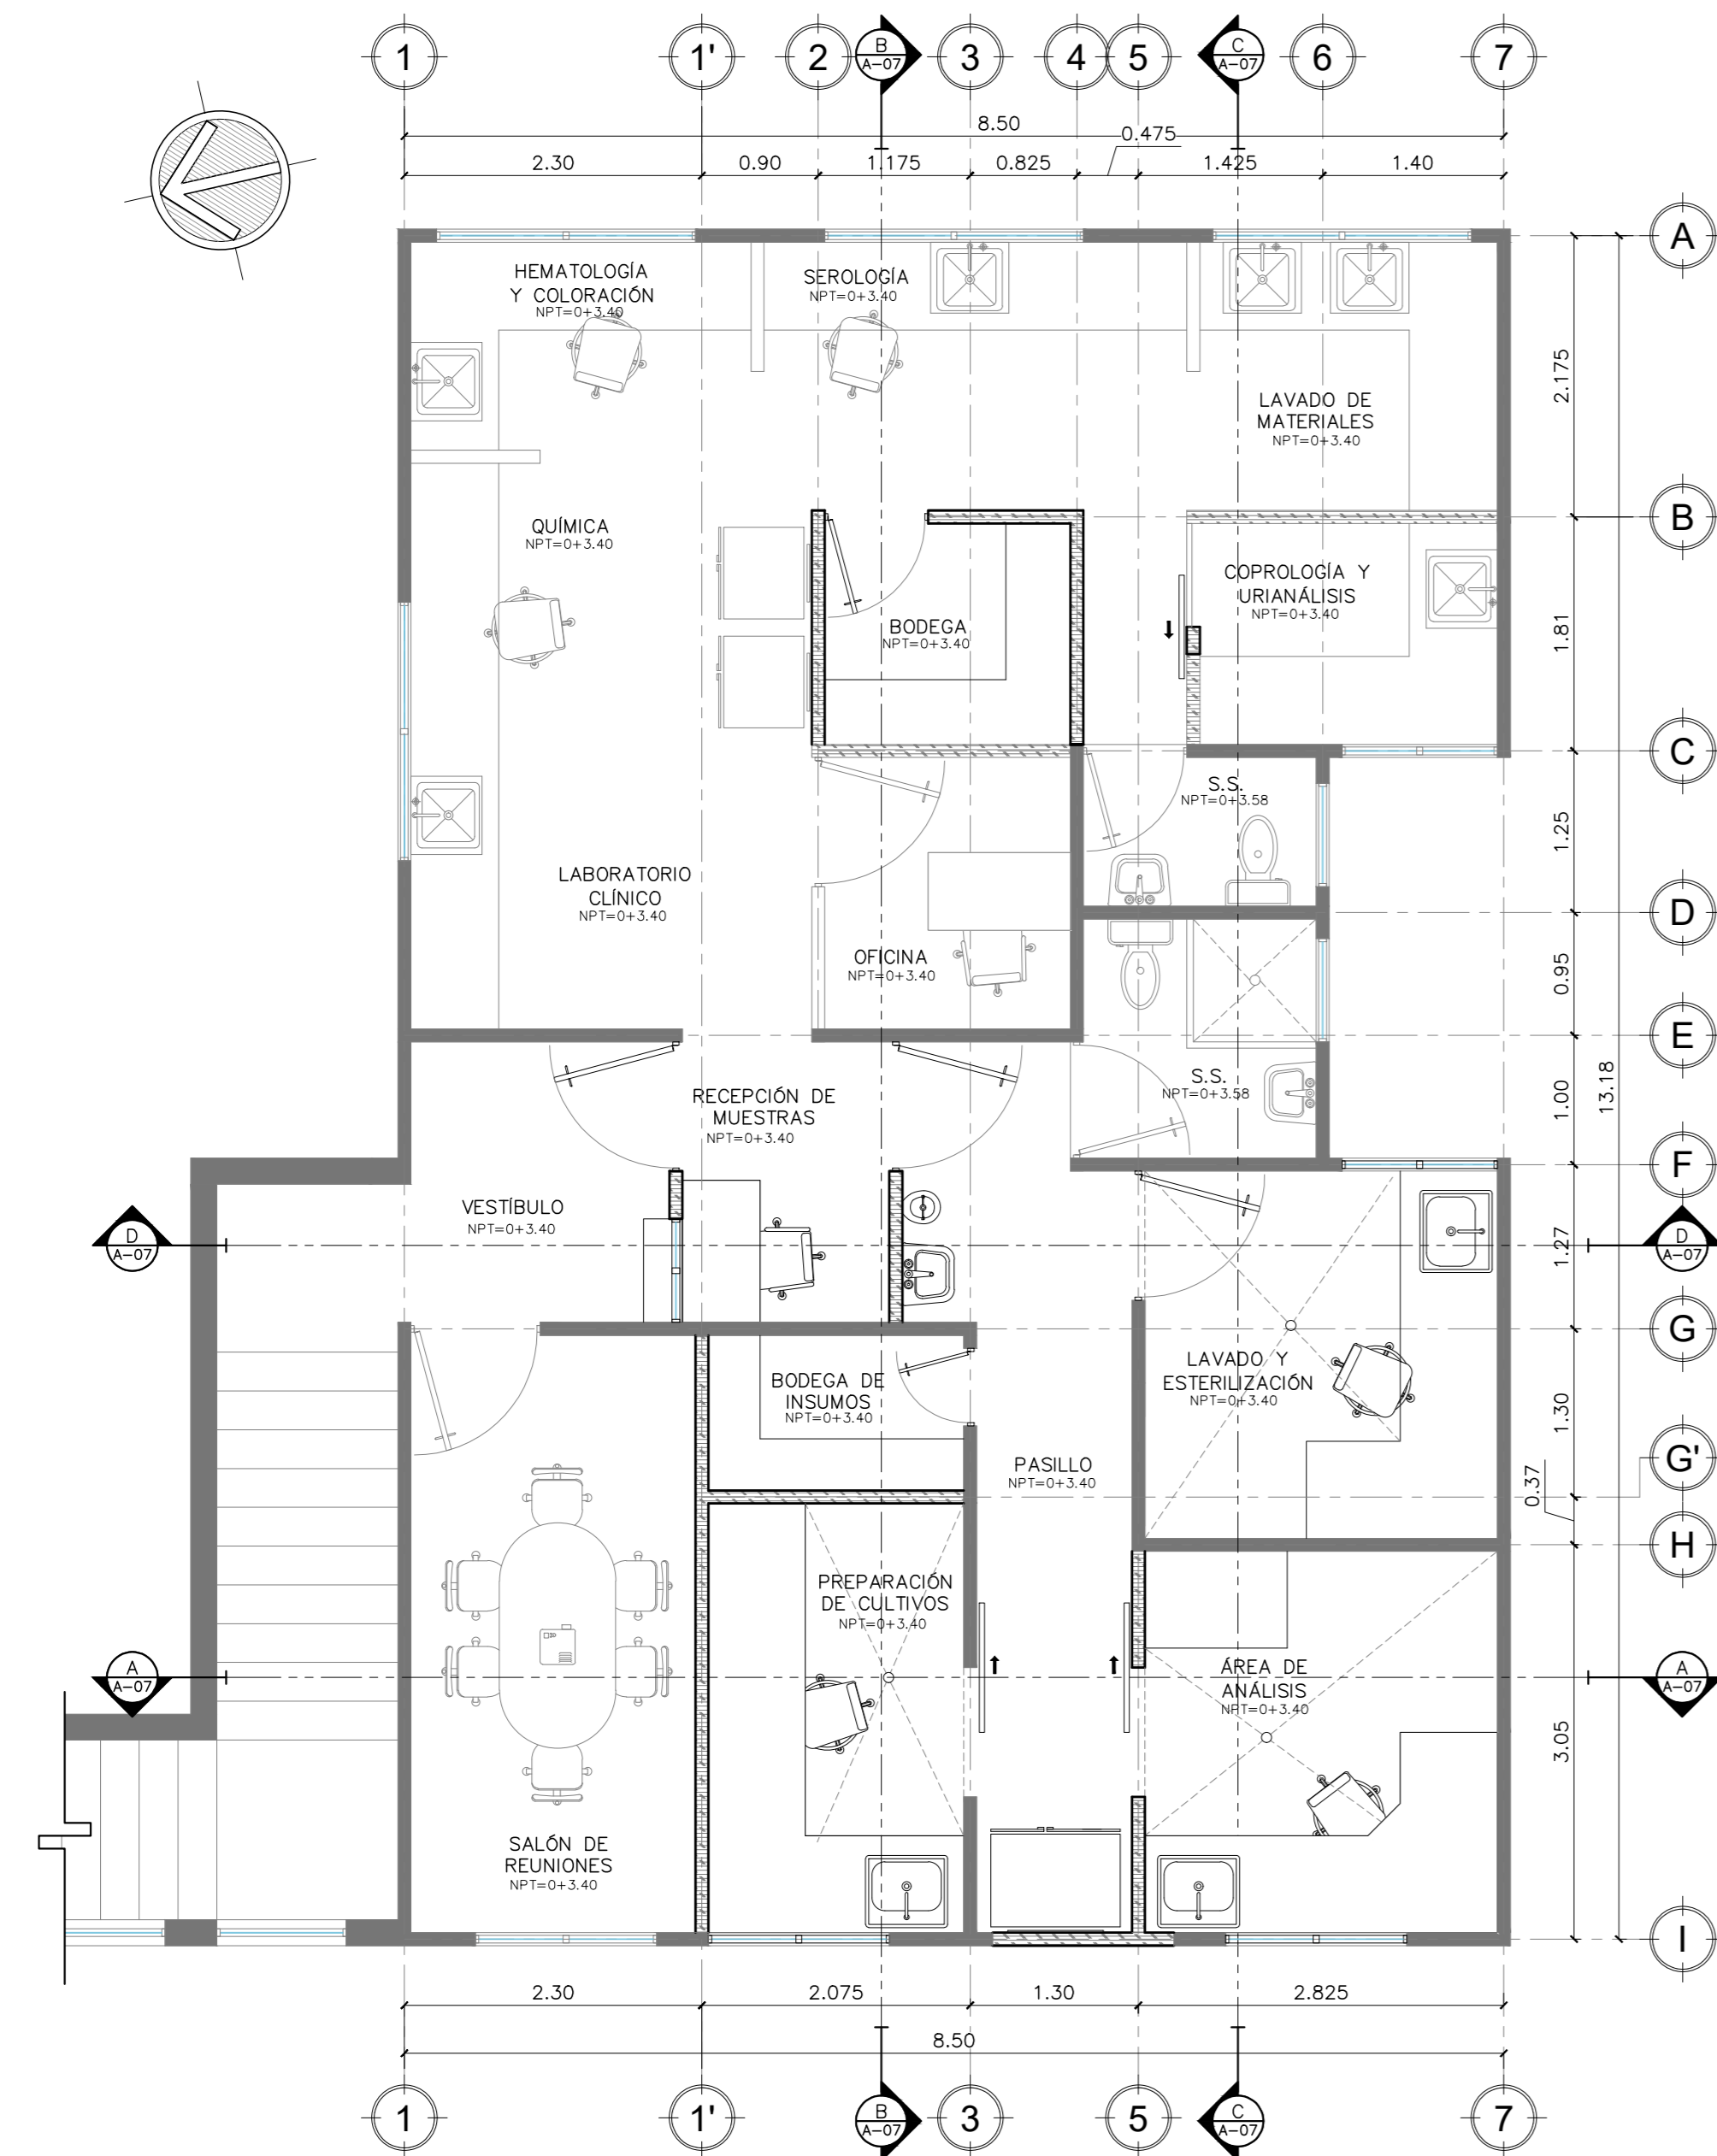 1 1' 2 B 3 4 5 C 6 7
A-07 A-07
8.50
0.475
2.30 0.90 1.175 0.825 1.425 1.40
A
HEMATOLOGÍA
Y COLORACIÓN
NPT=0+3.40
SEROLOGÍA
NPT=0+3.40
2.175
LAVADO DE
MATERIALES
NPT=0+3.40
QUÍMICA
NPT=0+3.40
B
COPROLOGÍA Y
URIANÁLISIS
NPT=0+3.40
BODEGA
NPT=0+3.40
1.81
C
S.S.
NPT=0+3.58
1.25
LABORATORIO
CLÍNICO
NPT=0+3.40
D
OFICINA
NPT=0+3.40
0.95
E
RECEPCIÓN DE
MUESTRAS
NPT=0+3.40
S.S.
NPT=0+3.58
1.00
13.18
F
VESTÍBULO
NPT=0+3.40
D
A-07
1.27
D
A-07
G
LAVADO Y
ESTERILIZACIÓN
NPT=0+3.40
BODEGA DE
INSUMOS
NPT=0+3.40
1.30
PASILLO
NPT=0+3.40
G'
0.37
H
PREPARACIÓN
DE CULTIVOS
NPT=0+3.40
ÁREA DE
ANÁLISIS
NPT=0+3.40
A
A-07
A
A-07
3.05
SALÓN DE
REUNIONES
NPT=0+3.40
I
2.30 2.075 1.30 2.825
8.50
1 1' B 3 5 C 7
A-07 A-07